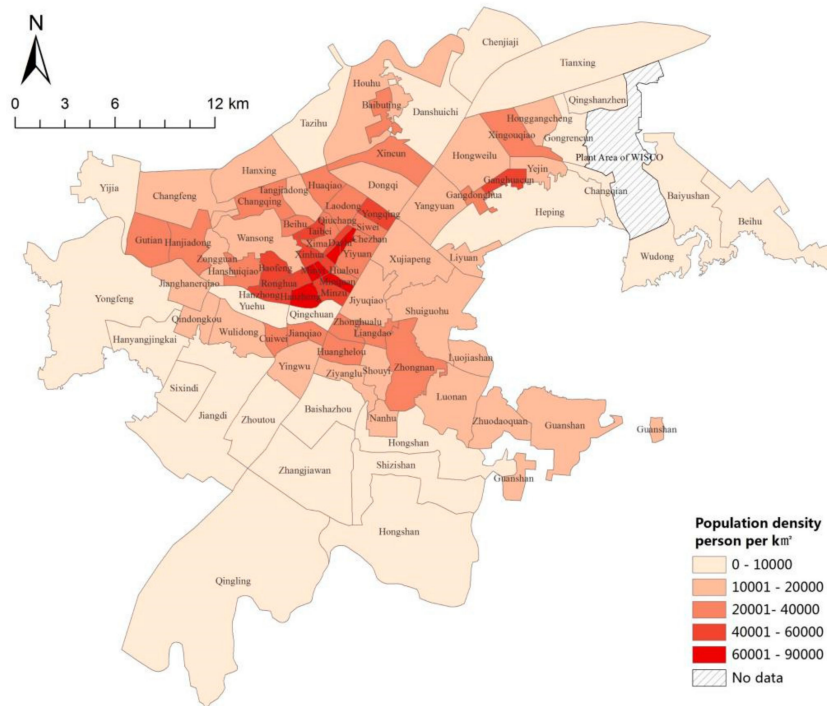 N
0 3 6 12 km
Chenjiaji
Tianxing
Houhu
Baibuting
Danshuichi
Tazihu
Qingshanzhen
Honggangcheng
Xingouqiao
Gongrencun
Plant Area of WISCO
Xincun
Hongweilu
Yejin
Ganghuacun
Gangdonghua
Hanxing
Dongqi
Yijia
Changfeng
Tangjiadong
Huaqiao
Changqing
Laodong
Yongqing
Yangyuan
Heping
Changqian
Baiyushan
Beihu
Gutian
Hanjiadong
Wansong
Beihu
Qiuchang
Taibei
Siwei
Chezhan
Xima
Zongguan
Xinhua
Yiyuan
Xujiapeng
Liyuan
Wudong
Hanshuiqiao
Baofeng
Hualou
Jianghanerqiao
Ronghua
Minzu
Jiyuqiao
Yongfeng
Hanzheng
Yuehu
Qingchuan
Shuiguohu
Qindongkou
Wulidong
Zhonghualu
Hanyangjingkai
Cuiwei
Jianqiao
Liangdao
Huanghelou
Luojiashan
Yingwu
Ziyanglu
Shouyi
Zhongnan
Sixindi
Jiangdi
Zhoutou
Baishazhou
Nanhu
Luonan
Zhuodaoquan
Guanshan
Guanshan
Hongshan
Zhangjiawan
Shizishan
Guanshan
Hongshan
Qingling
Population density
person per km²
0 - 10000
10001 - 20000
20001- 40000
40001 - 60000
60001 - 90000
No data